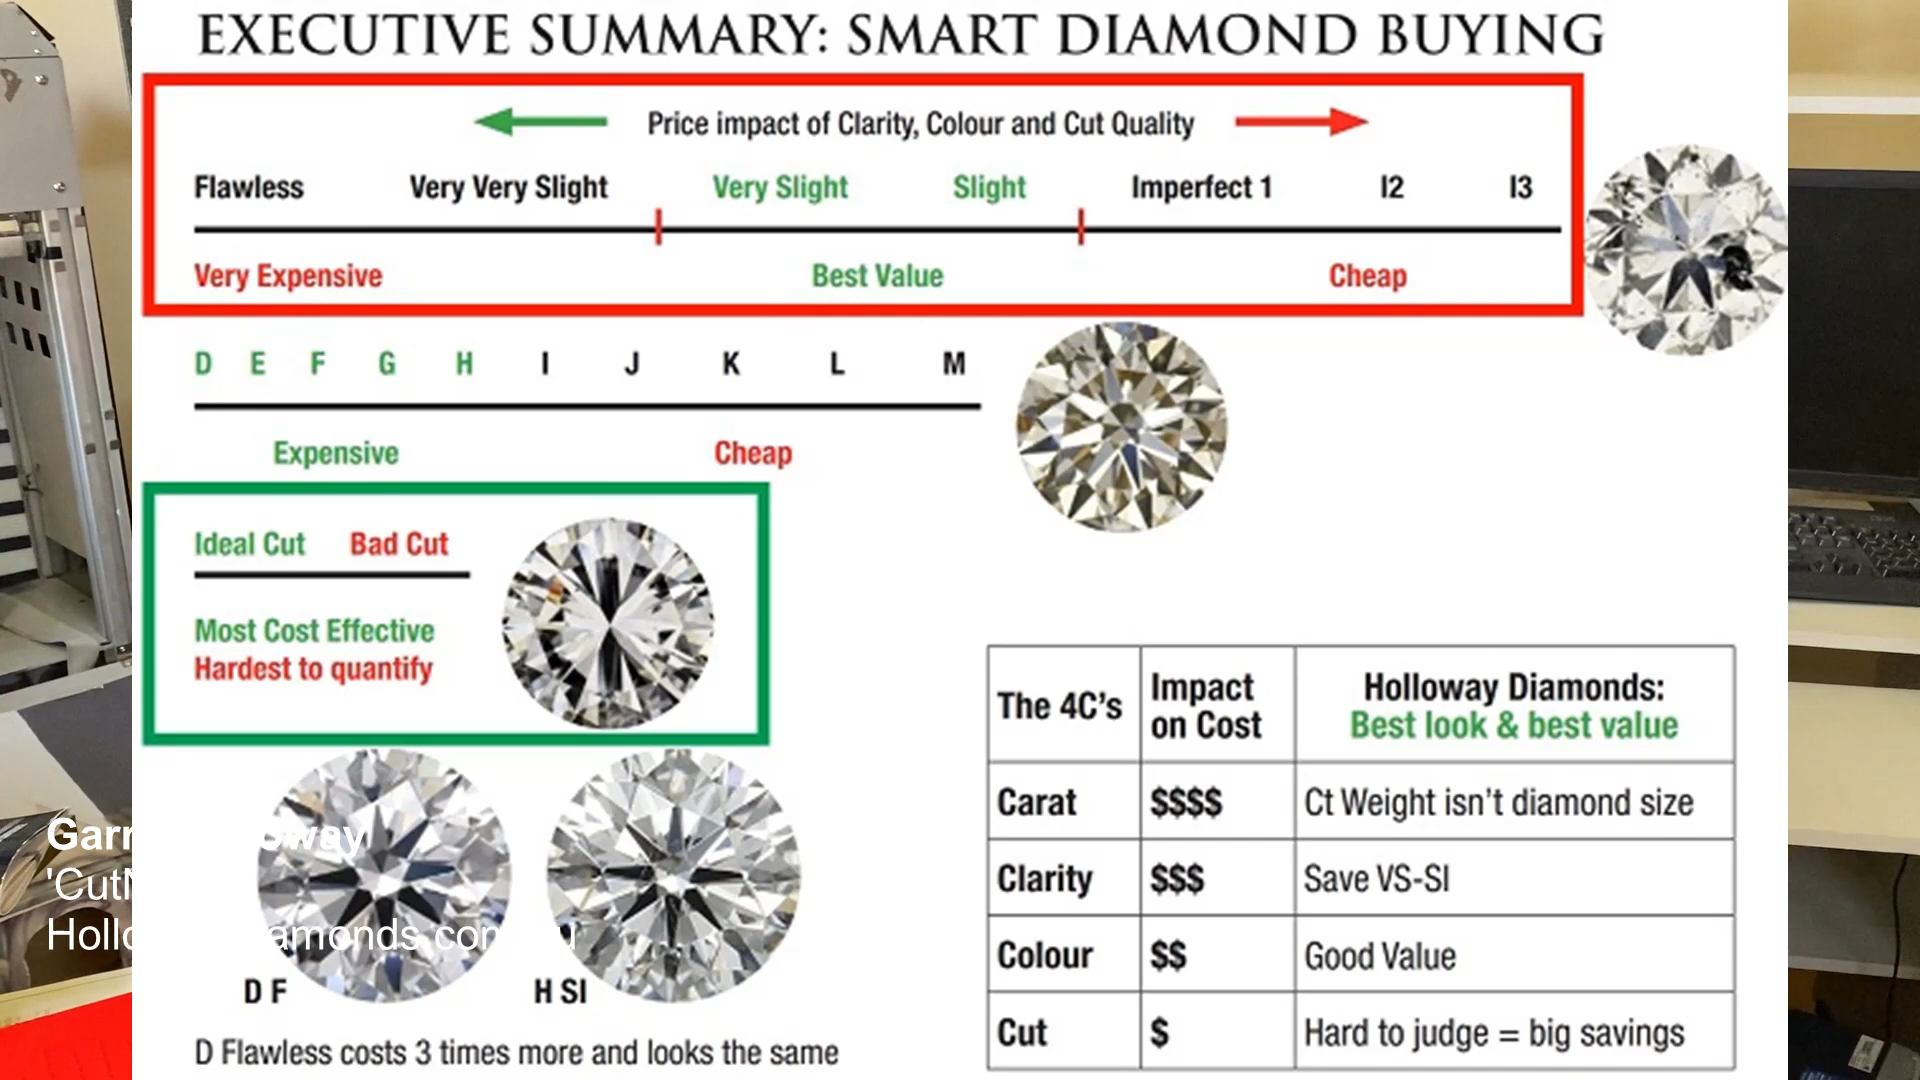 EXECUTIVE SUMMARY: SMART DIAMOND BUYING
Price impact of Clarity, Colour and Cut Quality
Flawless Very Very Slight Very Slight Slight Imperfect 1 I2 I3
Very Expensive Best Value Cheap
D E F G H I J K L M
Expensive Cheap
Ideal Cut Bad Cut
Most Cost Effective
Hardest to quantify
The 4C's Impact on Cost Holloway Diamonds:
Best look & best value
Carat $$$$ Ct Weight isn't diamond size
Clarity $$$ Save VS-SI
Colour $$ Good Value
Cut $ Hard to judge = big savings
D F H SI
D Flawless costs 3 times more and looks the same